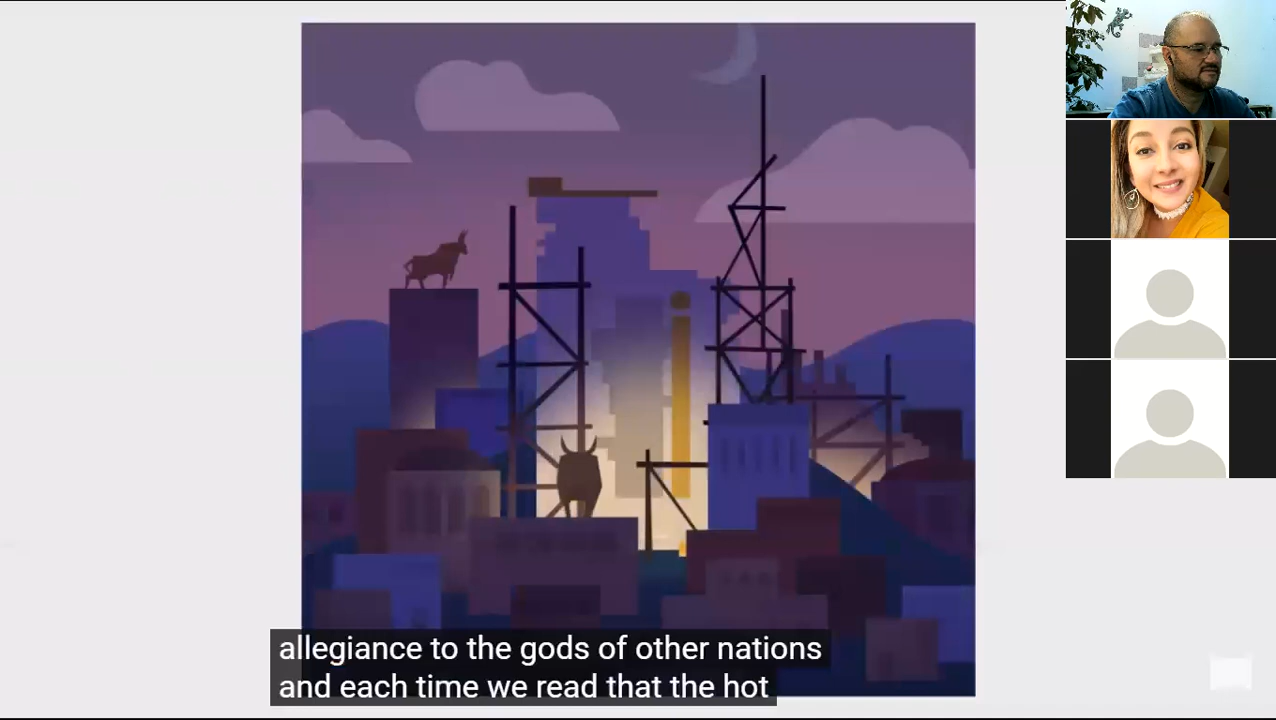 allegiance to the gods of other nations
and each time we read that the hot